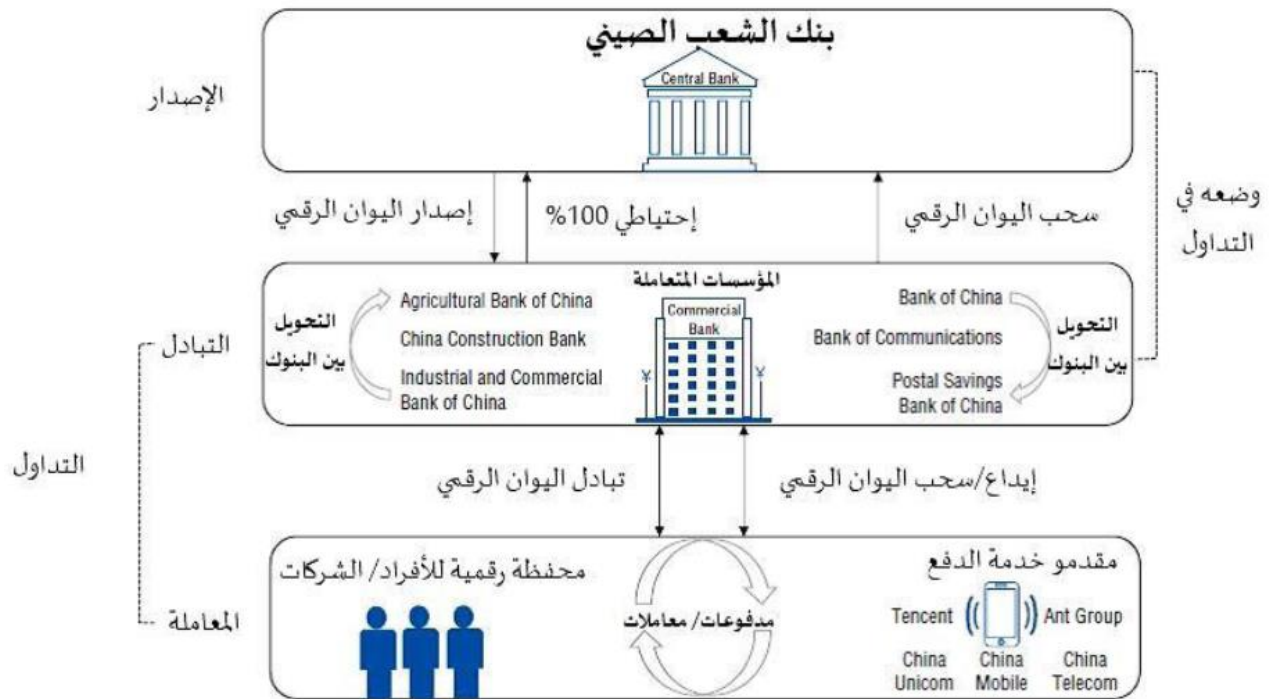 بنك الشعب الصيني
Central Bank
الإصدار
وضعه في
التداول
إصدار اليوان الرقمي
إحتياطي 100%
سحب اليوان الرقمي
المؤسسات المتعاملة
Commercial
Bank
التحويل
بين البنوك
Agricultural Bank of China
China Construction Bank
Industrial and Commercial
Bank of China
¥
¥
Bank of China
Bank of Communications
Postal Savings
Bank of China
التحويل
بين البنوك
التبادل
التداول
تبادل اليوان الرقمي
إيداع/سحب اليوان الرقمي
محفظة رقمية للأفراد/ الشركات
مدفوعات/ معاملات
مقدمو خدمة الدفع
Tencent
Ant Group
China
Unicom
China
Mobile
China
Telecom
المعاملة